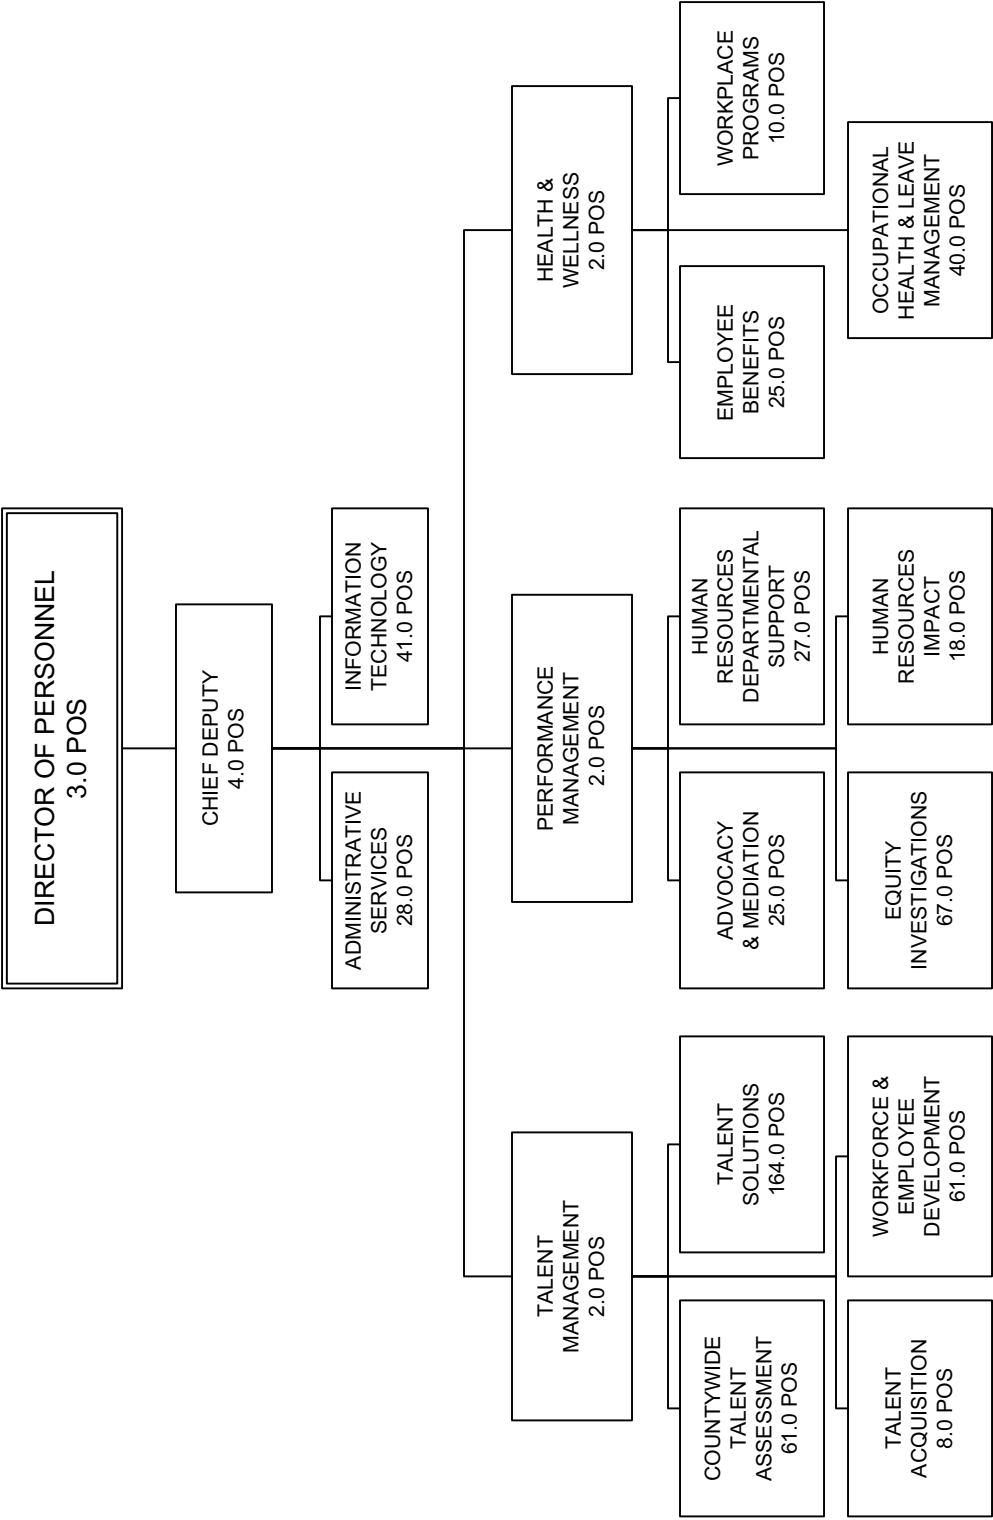 DIRECTOR OF PERSONNEL
3.0 POS
CHIEF DEPUTY
4.0 POS
ADMINISTRATIVE
SERVICES
28.0 POS
INFORMATION
TECHNOLOGY
41.0 POS
TALENT
MANAGEMENT
2.0 POS
PERFORMANCE
MANAGEMENT
2.0 POS
HEALTH &
WELLNESS
2.0 POS
COUNTYWIDE
TALENT
ASSESSMENT
61.0 POS
TALENT
SOLUTIONS
164.0 POS
ADVOCACY
& MEDIATION
25.0 POS
HUMAN
RESOURCES
DEPARTMENTAL
SUPPORT
27.0 POS
EMPLOYEE
BENEFITS
25.0 POS
WORKPLACE
PROGRAMS
10.0 POS
TALENT
ACQUISITION
8.0 POS
WORKFORCE &
EMPLOYEE
DEVELOPMENT
61.0 POS
EQUITY
INVESTIGATIONS
67.0 POS
HUMAN
RESOURCES
IMPACT
18.0 POS
OCCUPATIONAL
HEALTH & LEAVE
MANAGEMENT
40.0 POS